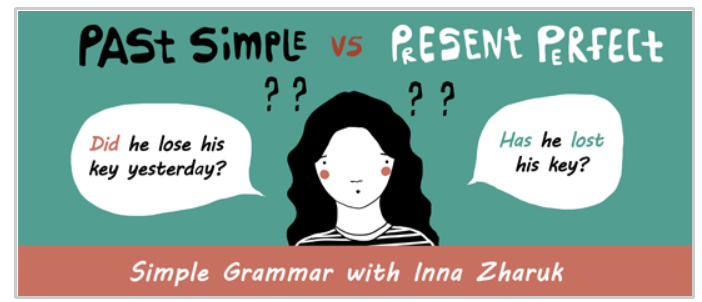 PAST SIMPLE VS PRESENT PERFECT
? ? ? ?
Did he lose his
key yesterday?
Has he lost
his key?
Simple Grammar with Inna Zharuk